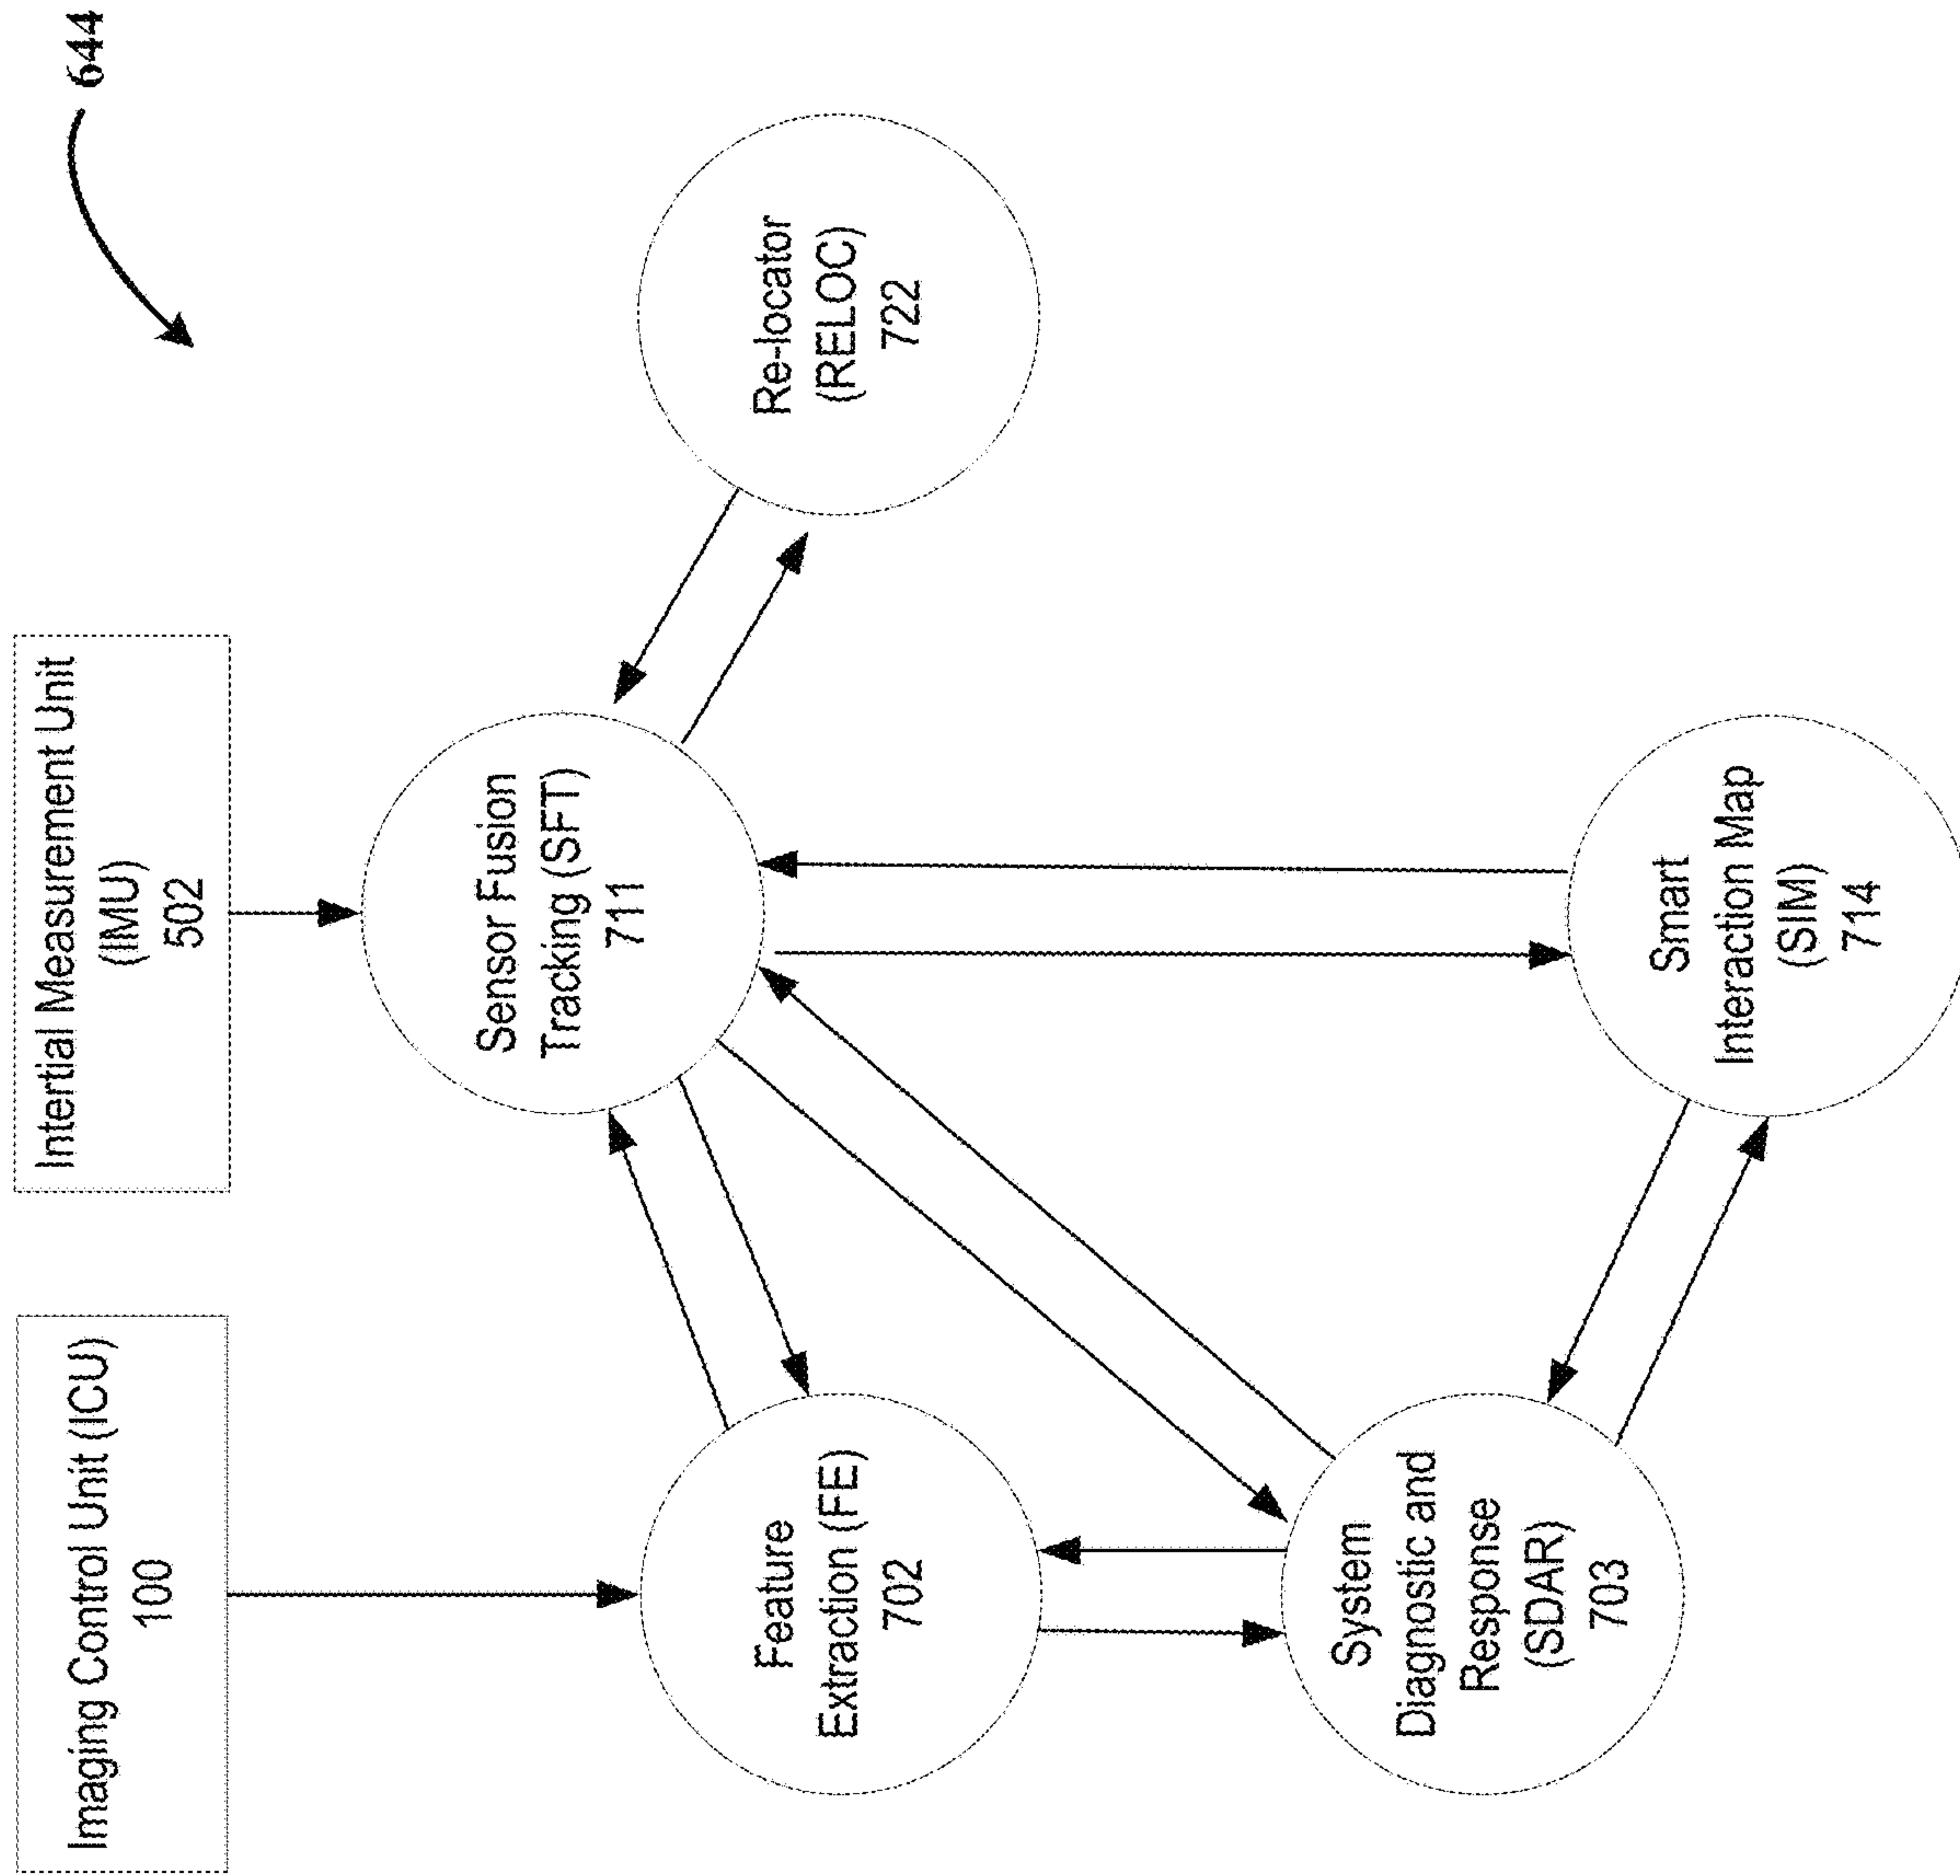 644
Imaging Control Unit (ICU)
100
Intertial Measurement Unit
(IMU)
502
Feature
Extraction (FE)
702
Sensor Fusion
Tracking (SFT)
711
Re-locator
(RELOC)
722
System
Diagnostic and
Response
(SDAR)
703
Smart
Interaction Map
(SIM)
714